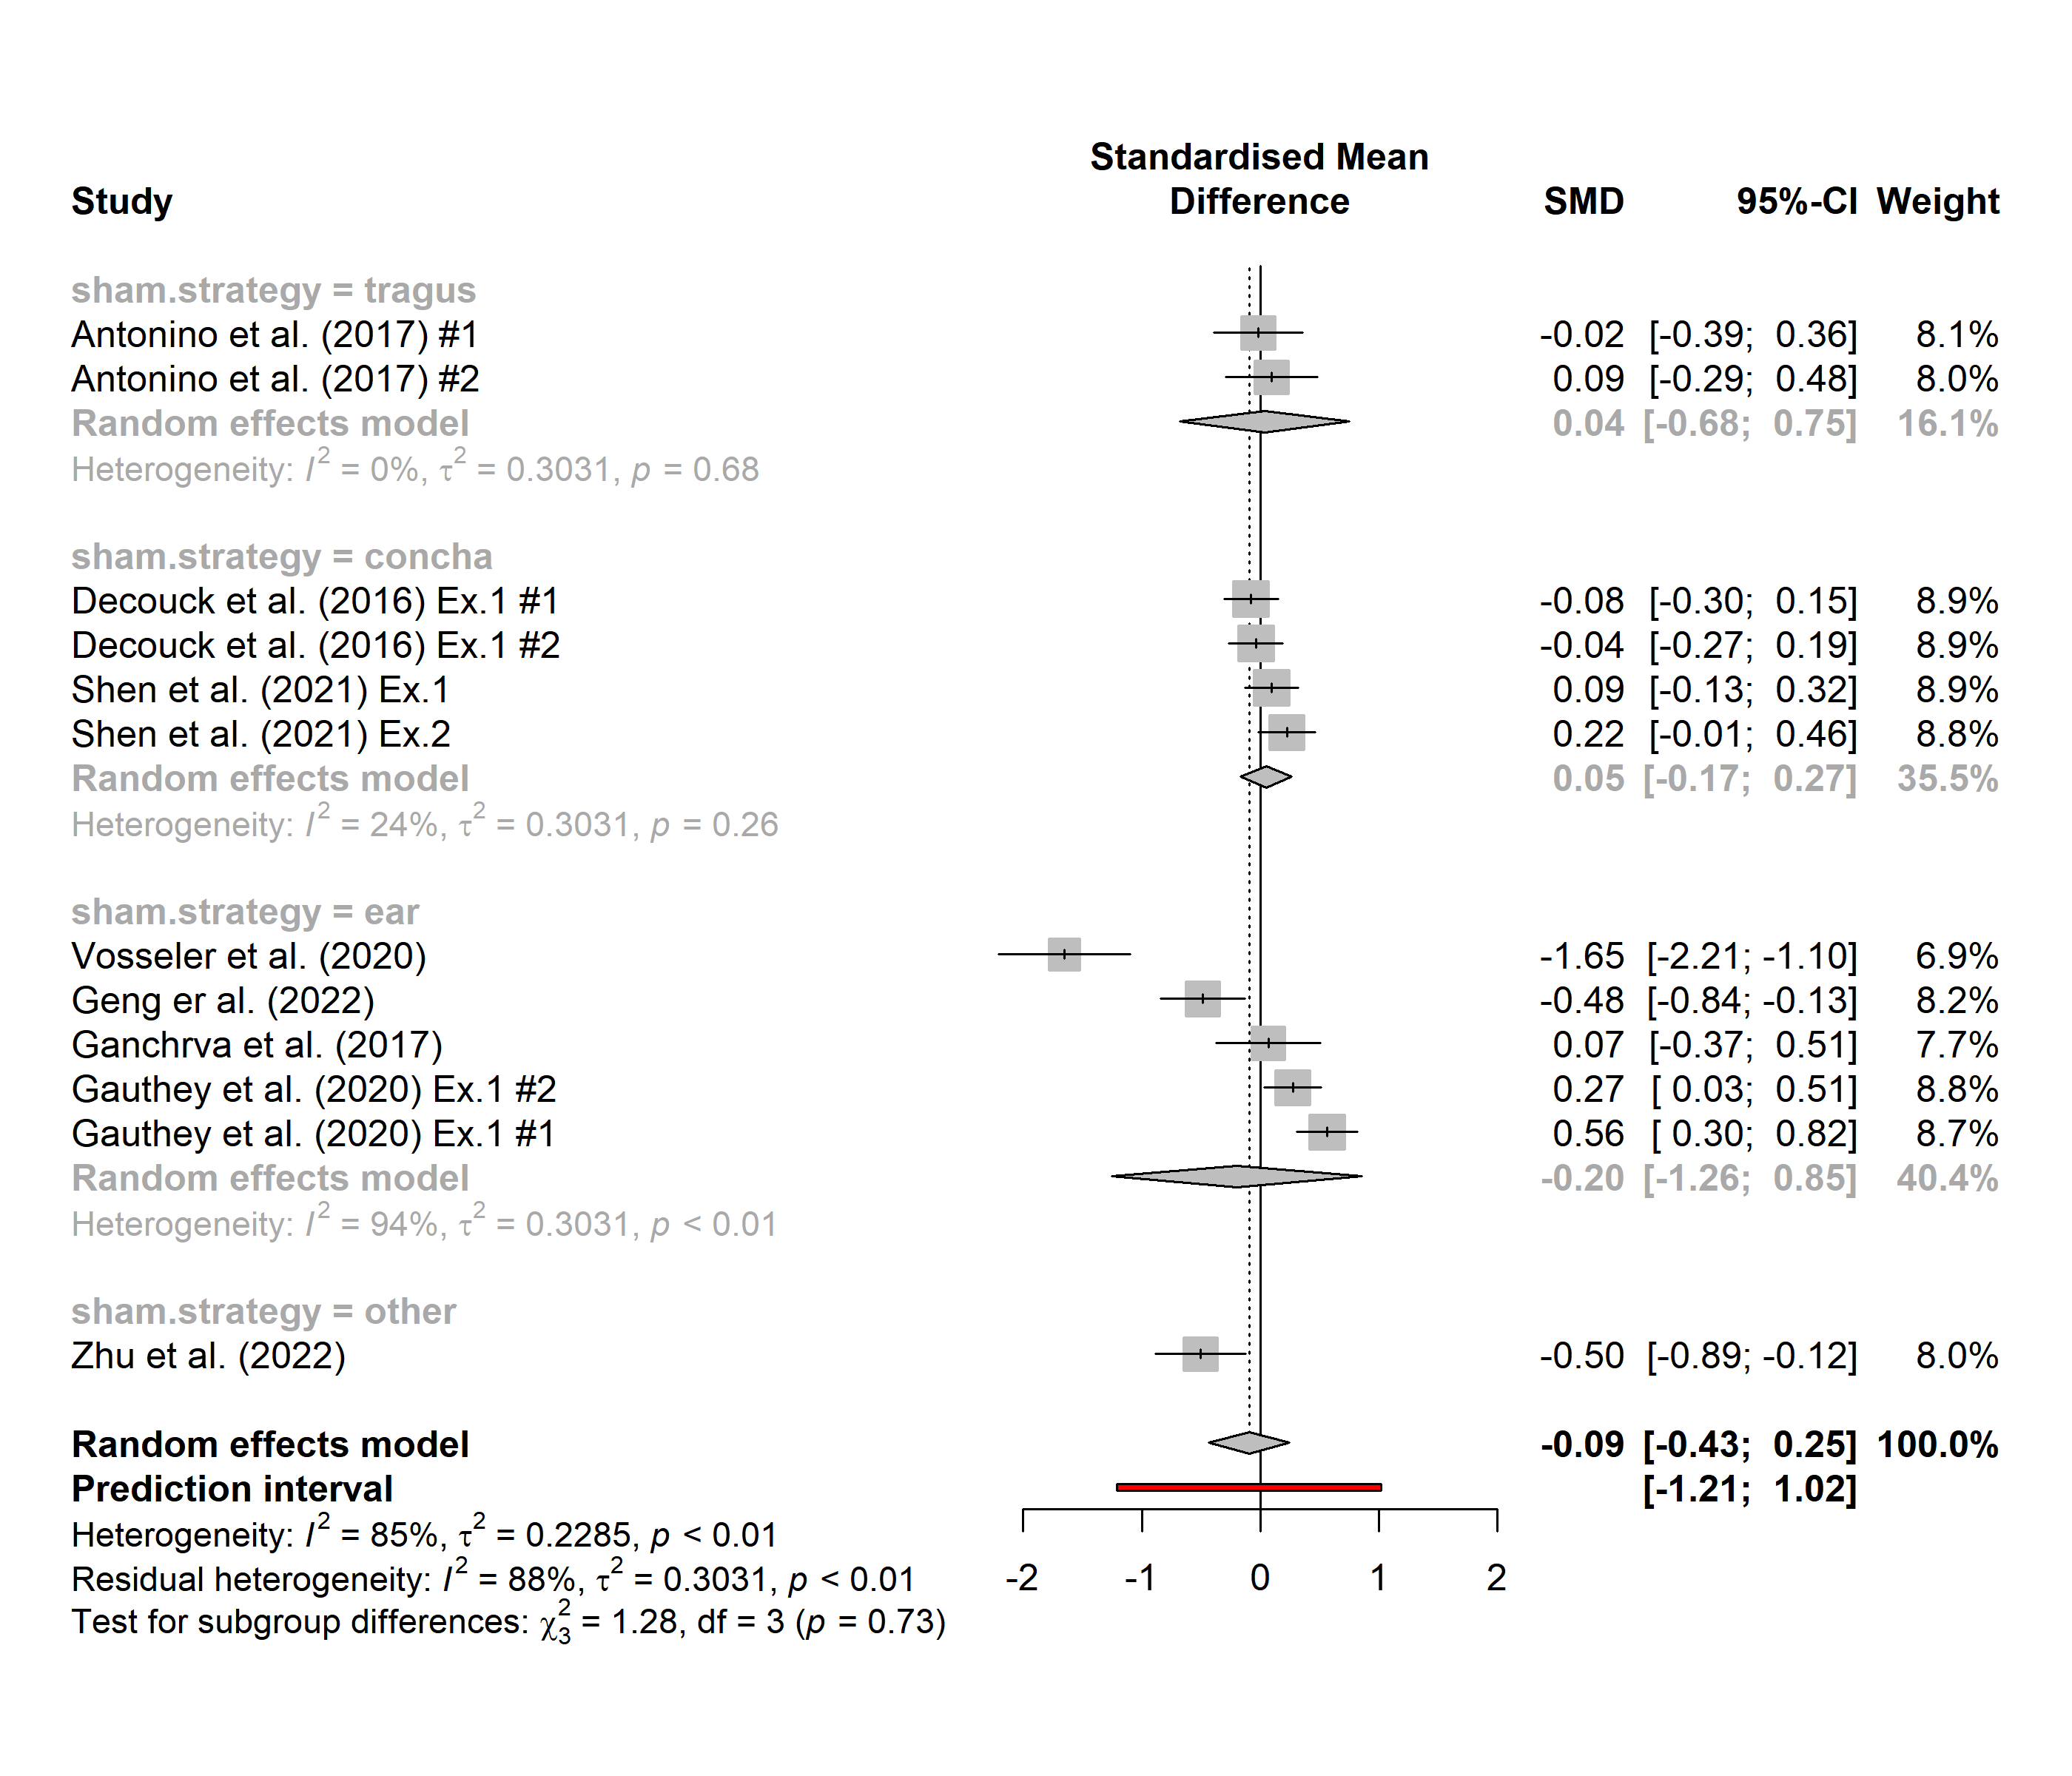 Standardised Mean
Study Difference SMD 95%-CI Weight
sham.strategy = tragus
Antonino et al. (2017) #1 -0.02 [-0.39; 0.36] 8.1%
Antonino et al. (2017) #2 0.09 [-0.29; 0.48] 8.0%
Random effects model 0.04 [-0.68; 0.75] 16.1%
Heterogeneity: I² = 0%, τ² = 0.3031, p = 0.68
sham.strategy = concha
Decouck et al. (2016) Ex.1 #1 -0.08 [-0.30; 0.15] 8.9%
Decouck et al. (2016) Ex.1 #2 -0.04 [-0.27; 0.19] 8.9%
Shen et al. (2021) Ex.1 0.09 [-0.13; 0.32] 8.9%
Shen et al. (2021) Ex.2 0.22 [-0.01; 0.46] 8.8%
Random effects model 0.05 [-0.17; 0.27] 35.5%
Heterogeneity: I² = 24%, τ² = 0.3031, p = 0.26
sham.strategy = ear
Vosseler et al. (2020) -1.65 [-2.21; -1.10] 6.9%
Geng er al. (2022) -0.48 [-0.84; -0.13] 8.2%
Ganchrva et al. (2017) 0.07 [-0.37; 0.51] 7.7%
Gauthey et al. (2020) Ex.1 #2 0.27 [ 0.03; 0.51] 8.8%
Gauthey et al. (2020) Ex.1 #1 0.56 [ 0.30; 0.82] 8.7%
Random effects model -0.20 [-1.26; 0.85] 40.4%
Heterogeneity: I² = 94%, τ² = 0.3031, p < 0.01
sham.strategy = other
Zhu et al. (2022) -0.50 [-0.89; -0.12] 8.0%
Random effects model -0.09 [-0.43; 0.25] 100.0%
Prediction interval [-1.21; 1.02]
Heterogeneity: I² = 85%, τ² = 0.2285, p < 0.01
Residual heterogeneity: I² = 88%, τ² = 0.3031, p < 0.01
-2 -1 0 1 2
Test for subgroup differences: χ²₃ = 1.28, df = 3 (p = 0.73)